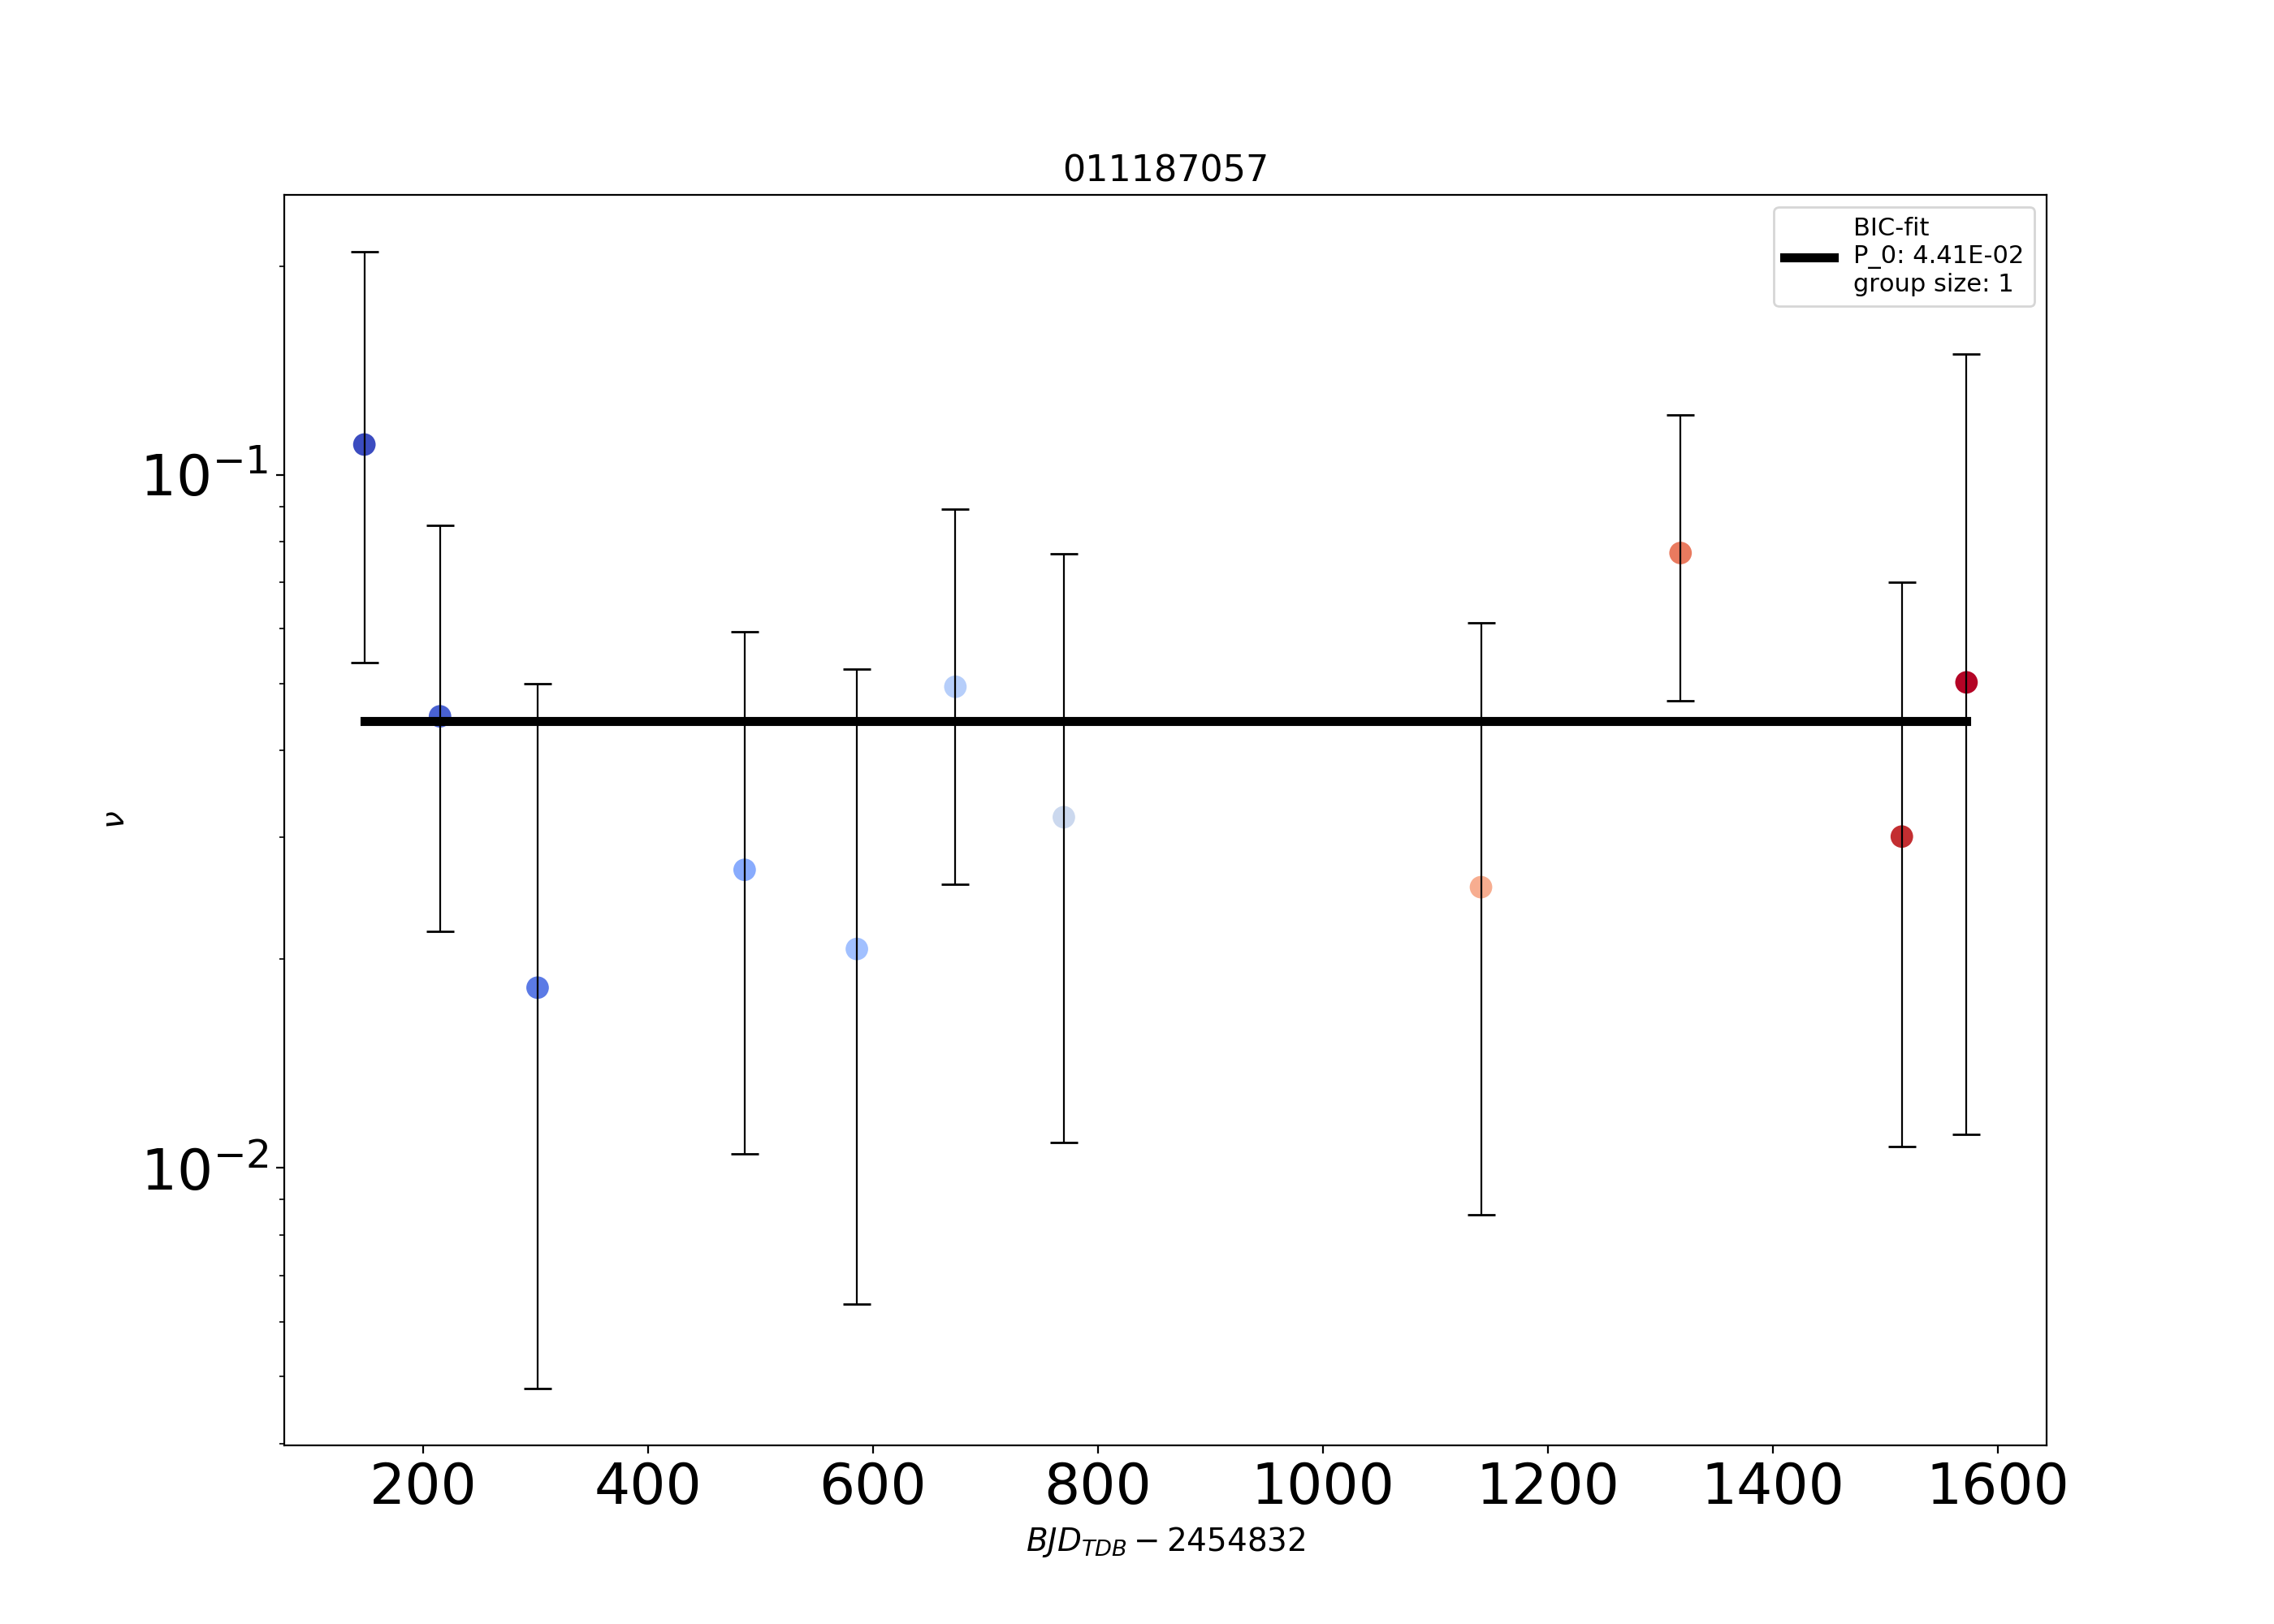 011187057
BIC-fit
P_0: 4.41E-02
group size: 1
10⁻¹
10⁻²
ν
200 400 600 800 1000 1200 1400 1600
BJD_TDB − 2454832